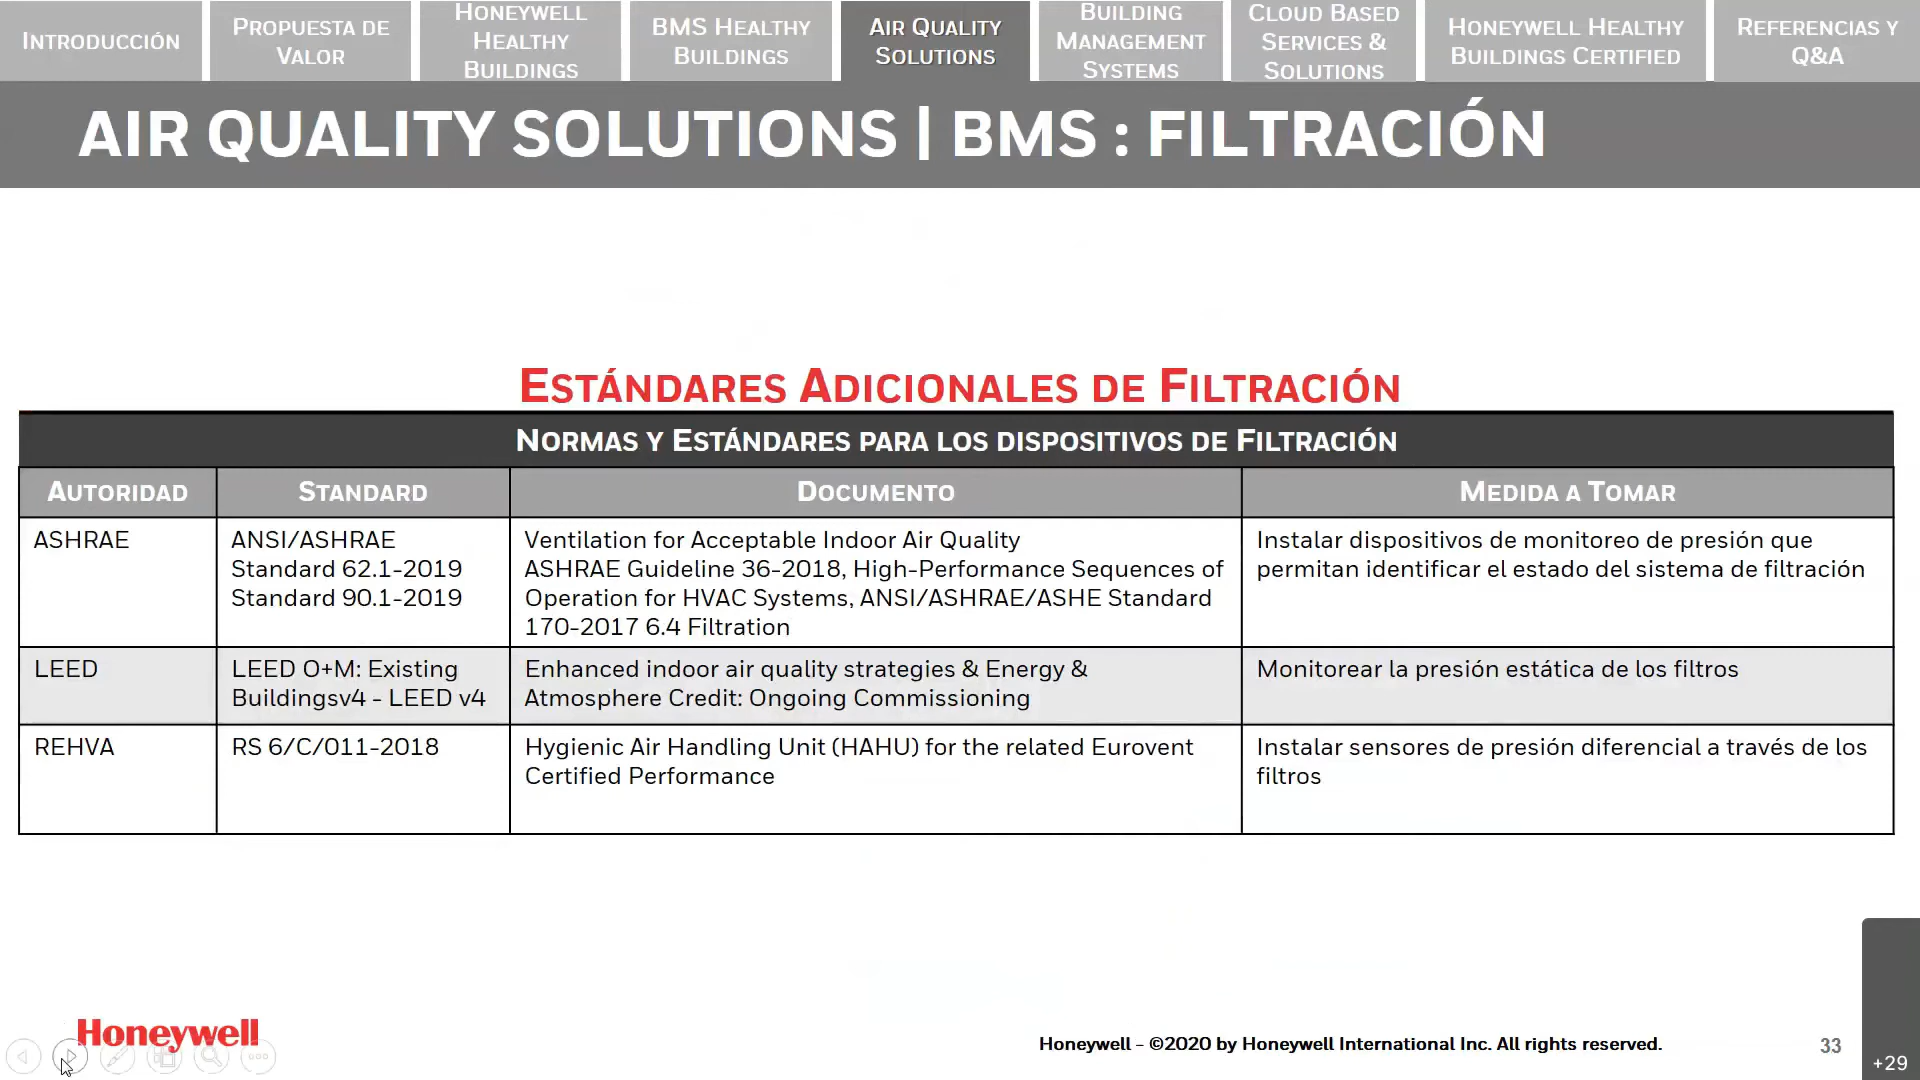 INTRODUCCIÓN
PROPUESTA DE
VALOR
HONEYWELL
HEALTHY
BUILDINGS
BMS HEALTHY
BUILDINGS
AIR QUALITY
SOLUTIONS
BUILDING
MANAGEMENT
SYSTEMS
CLOUD BASED
SERVICES &
SOLUTIONS
HONEYWELL HEALTHY
BUILDINGS CERTIFIED
REFERENCIAS Y
Q&A
AIR QUALITY SOLUTIONS | BMS : FILTRACIÓN
ESTÁNDARES ADICIONALES DE FILTRACIÓN
NORMAS Y ESTÁNDARES PARA LOS DISPOSITIVOS DE FILTRACIÓN
AUTORIDAD
STANDARD
DOCUMENTO
MEDIDA A TOMAR
ASHRAE
ANSI/ASHRAE
Standard 62.1-2019
Standard 90.1-2019
Ventilation for Acceptable Indoor Air Quality
ASHRAE Guideline 36-2018, High-Performance Sequences of
Operation for HVAC Systems, ANSI/ASHRAE/ASHE Standard
170-2017 6.4 Filtration
Instalar dispositivos de monitoreo de presión que
permitan identificar el estado del sistema de filtración
LEED
LEED O+M: Existing
Buildingsv4 - LEED v4
Enhanced indoor air quality strategies & Energy &
Atmosphere Credit: Ongoing Commissioning
Monitorear la presión estática de los filtros
REHVA
RS 6/C/011-2018
Hygienic Air Handling Unit (HAHU) for the related Eurovent
Certified Performance
Instalar sensores de presión diferencial a través de los
filtros
Honeywell
Honeywell - ©2020 by Honeywell International Inc. All rights reserved.
33
+29